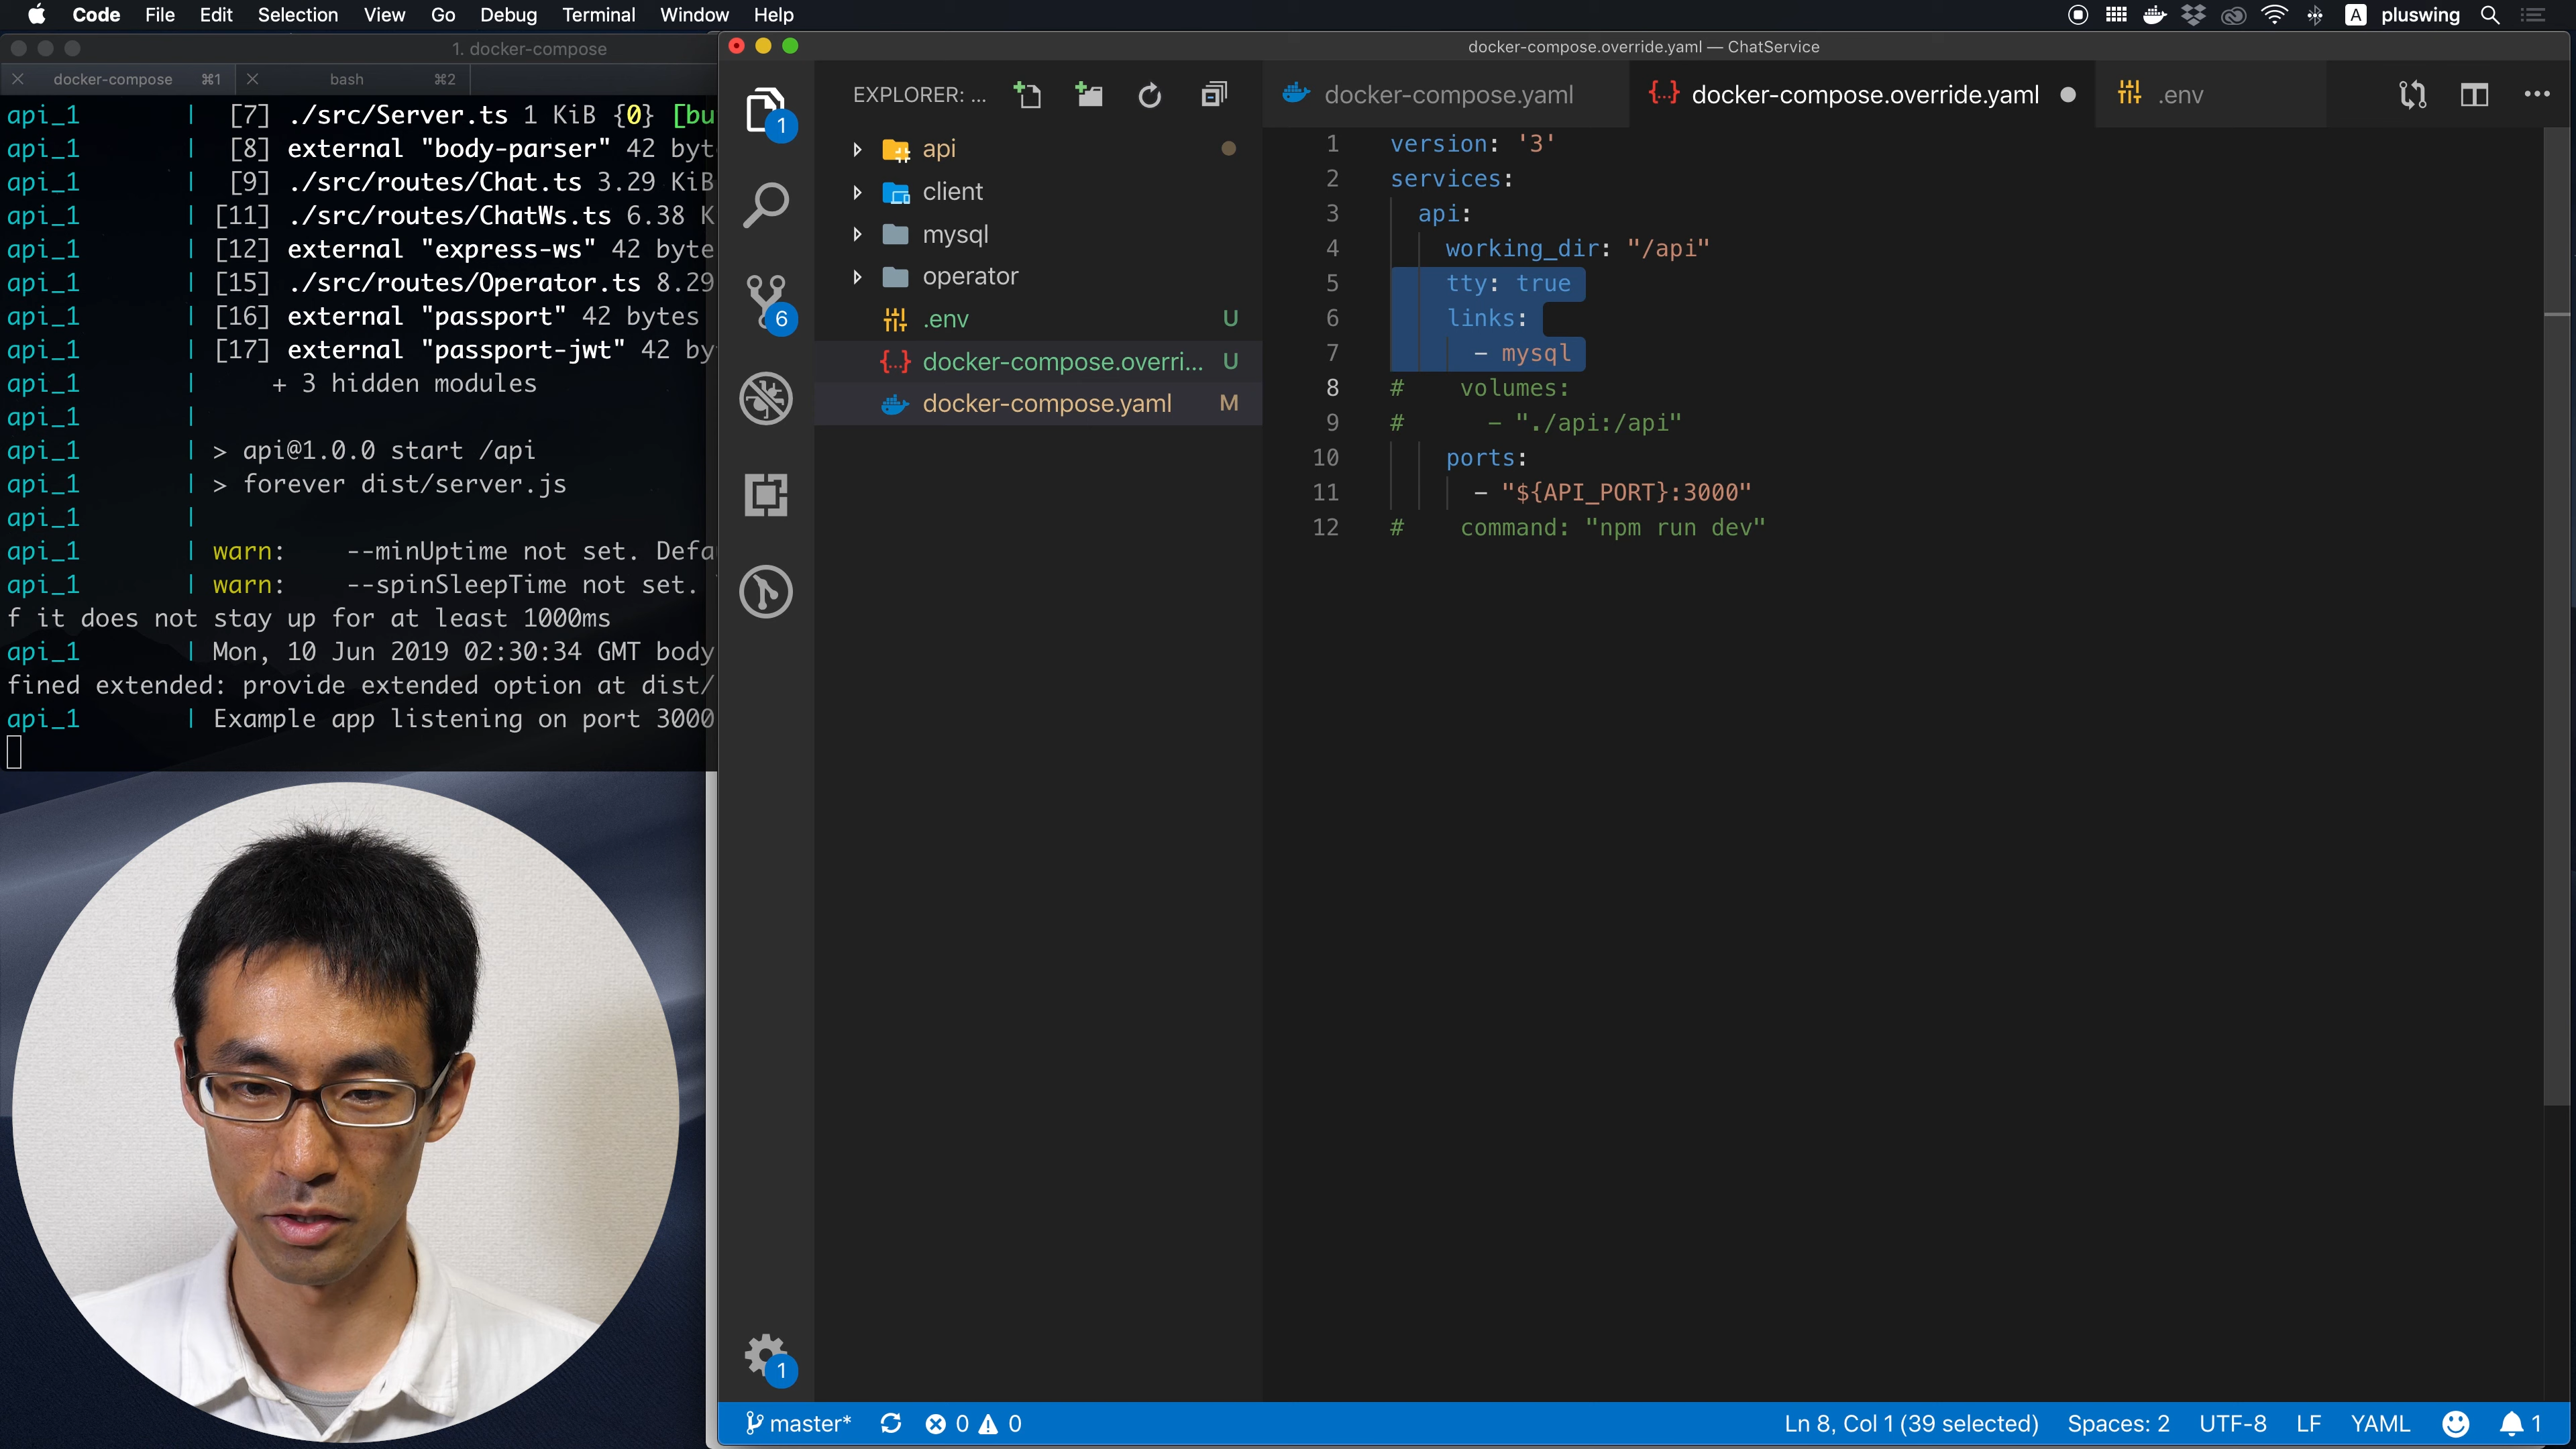 Code File Edit Selection View Go Debug Terminal Window Help A pluswing
1. docker-compose
docker-compose ⌘1 bash ⌘2
api_1 | [7] ./src/Server.ts 1 KiB {0} [bu
api_1 | [8] external "body-parser" 42 byt
api_1 | [9] ./src/routes/Chat.ts 3.29 KiB
api_1 | [11] ./src/routes/ChatWs.ts 6.38 K
api_1 | [12] external "express-ws" 42 byte
api_1 | [15] ./src/routes/Operator.ts 8.29
api_1 | [16] external "passport" 42 bytes
api_1 | [17] external "passport-jwt" 42 by
api_1 | + 3 hidden modules
api_1 |
api_1 | > api@1.0.0 start /api
api_1 | > forever dist/server.js
api_1 |
api_1 | warn: --minUptime not set. Defa
api_1 | warn: --spinSleepTime not set.
f it does not stay up for at least 1000ms
api_1 | Mon, 10 Jun 2019 02:30:34 GMT body
fined extended: provide extended option at dist/
api_1 | Example app listening on port 3000
docker-compose.override.yaml — ChatService
EXPLORER: ...
api
client
mysql
operator
.env U
docker-compose.overri... U
docker-compose.yaml M
1
6
1
docker-compose.yaml docker-compose.override.yaml .env
1 version: '3'
2 services:
3 api:
4 working_dir: "/api"
5 tty: true
6 links:
7 - mysql
8 # volumes:
9 # - "./api:/api"
10 ports:
11 - "${API_PORT}:3000"
12 # command: "npm run dev"
master* 0 0 Ln 8, Col 1 (39 selected) Spaces: 2 UTF-8 LF YAML 1